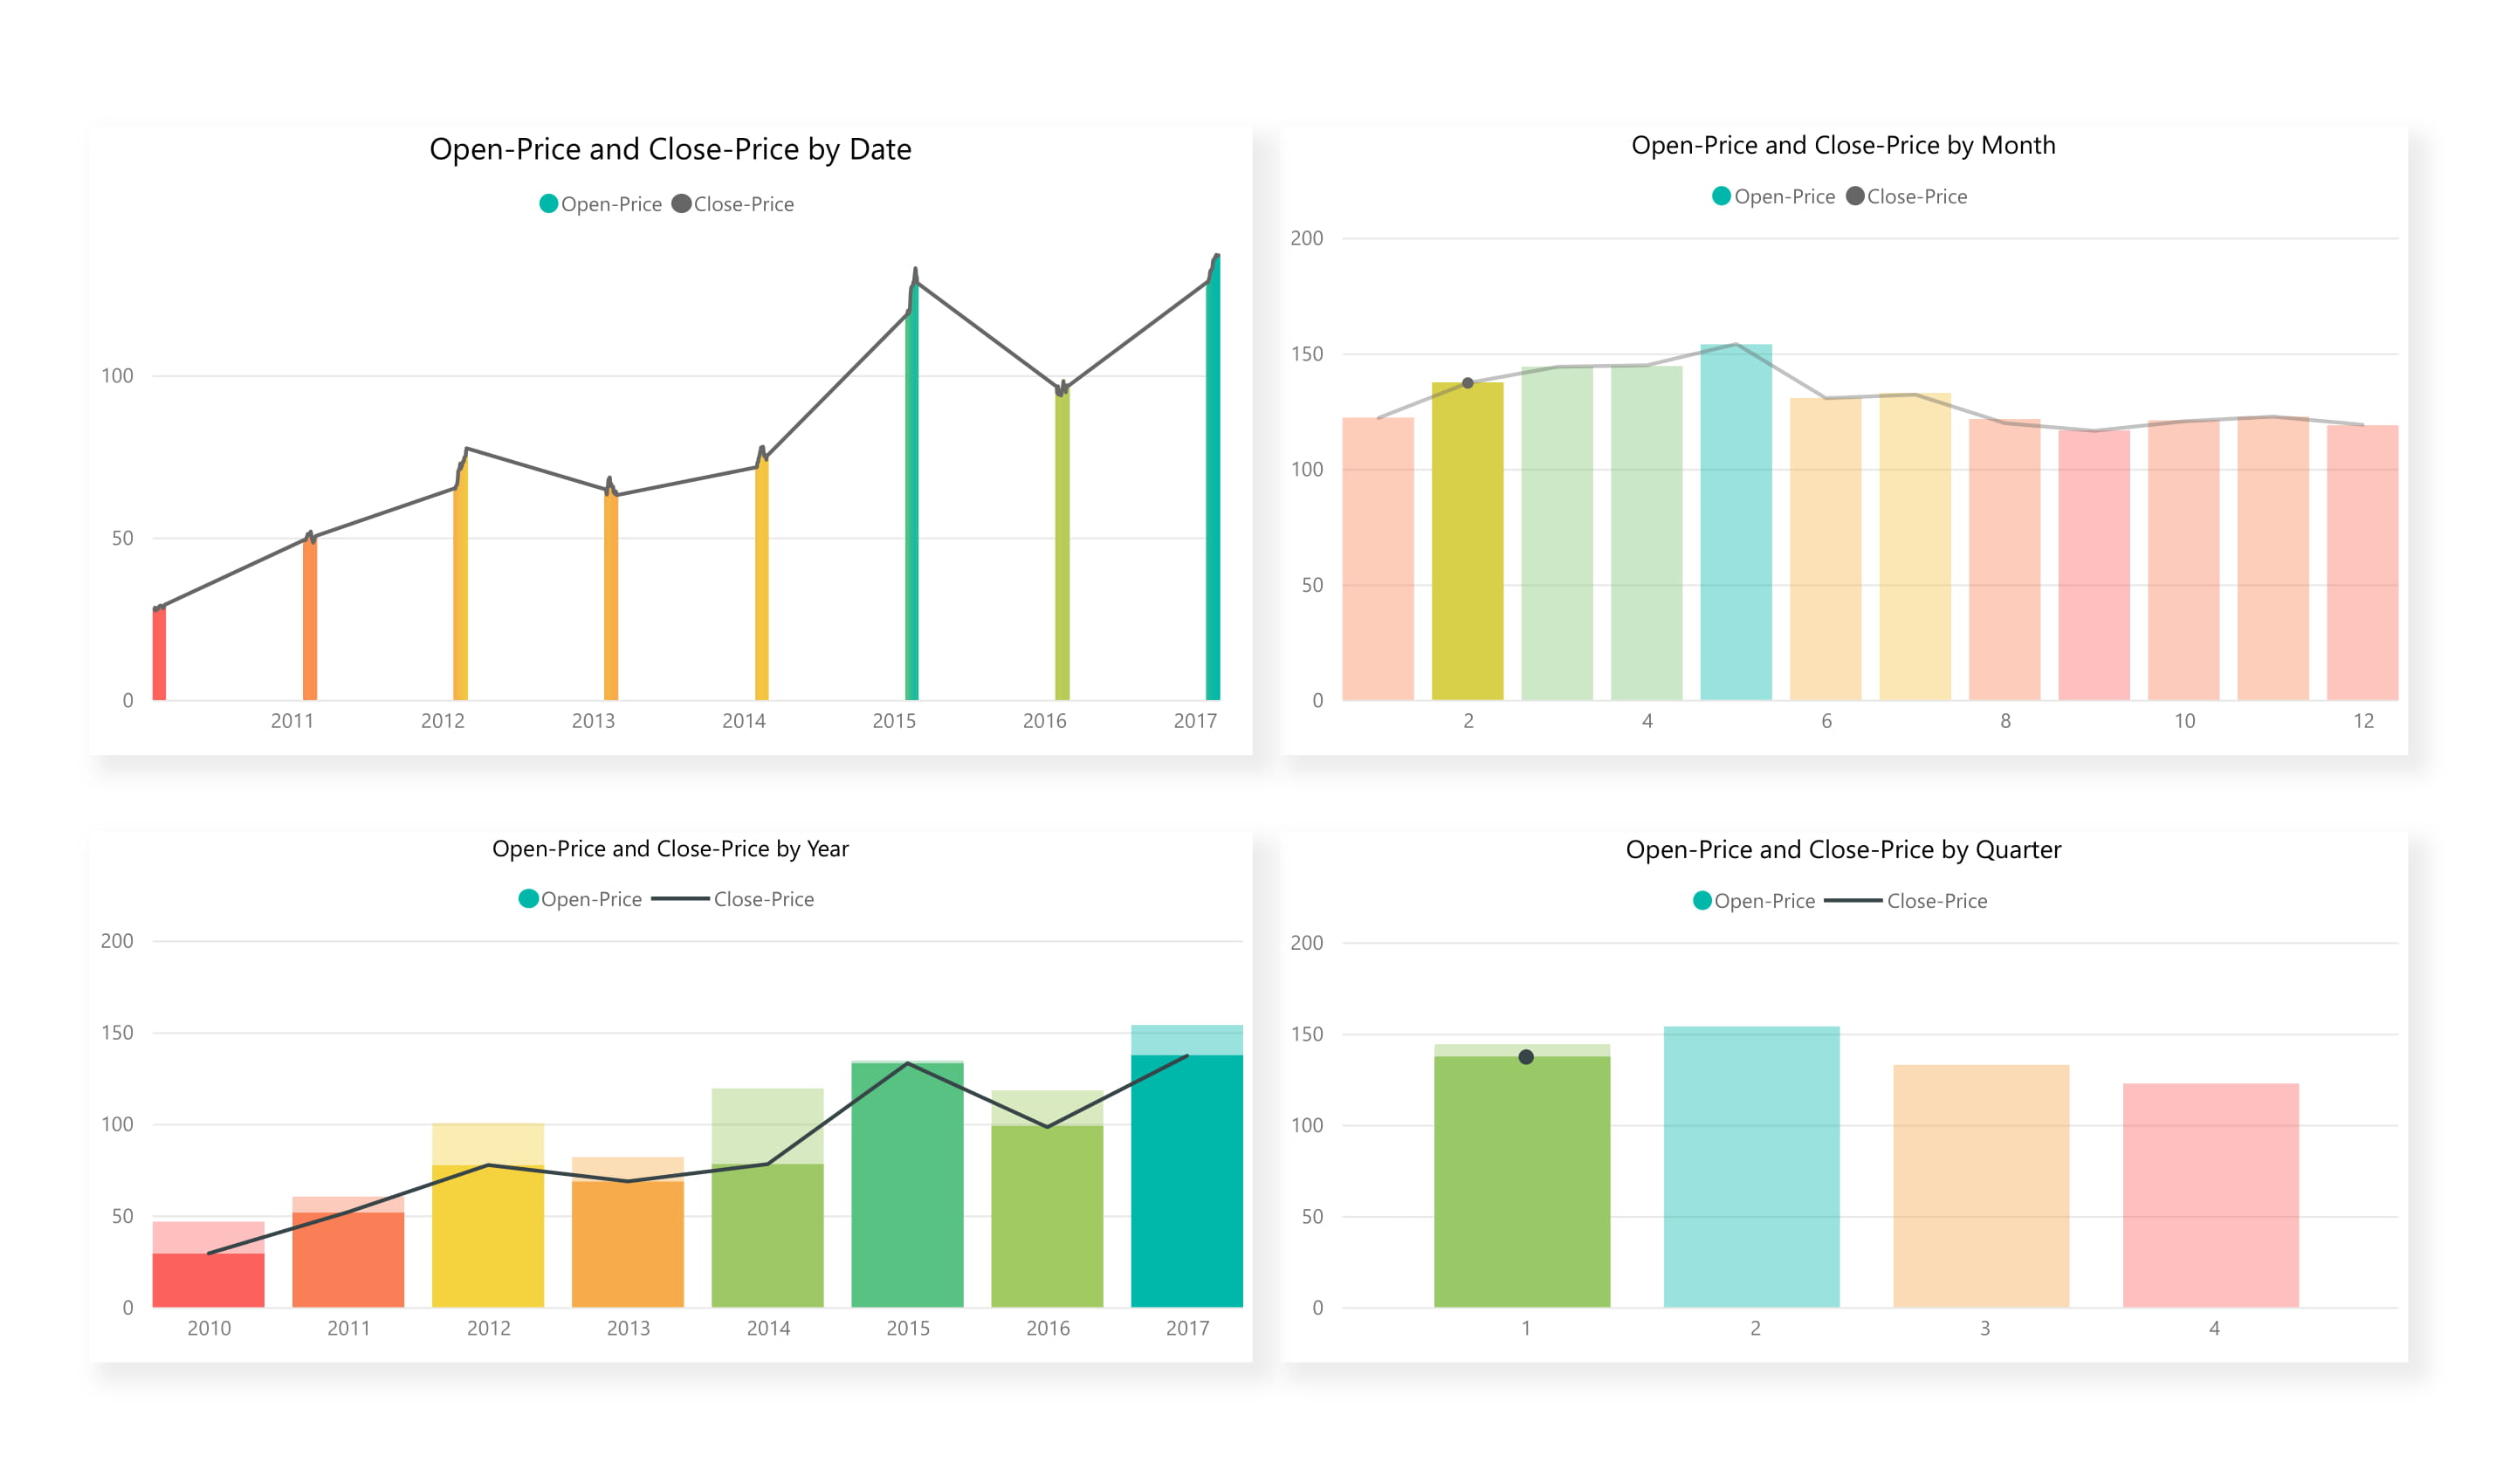 Open-Price and Close-Price by Date
Open-Price Close-Price
100
50
0
2011 2012 2013 2014 2015 2016 2017
Open-Price and Close-Price by Month
Open-Price Close-Price
200
150
100
50
0
2 4 6 8 10 12
Open-Price and Close-Price by Year
Open-Price Close-Price
200
150
100
50
0
2010 2011 2012 2013 2014 2015 2016 2017
Open-Price and Close-Price by Quarter
Open-Price Close-Price
200
150
100
50
0
1 2 3 4